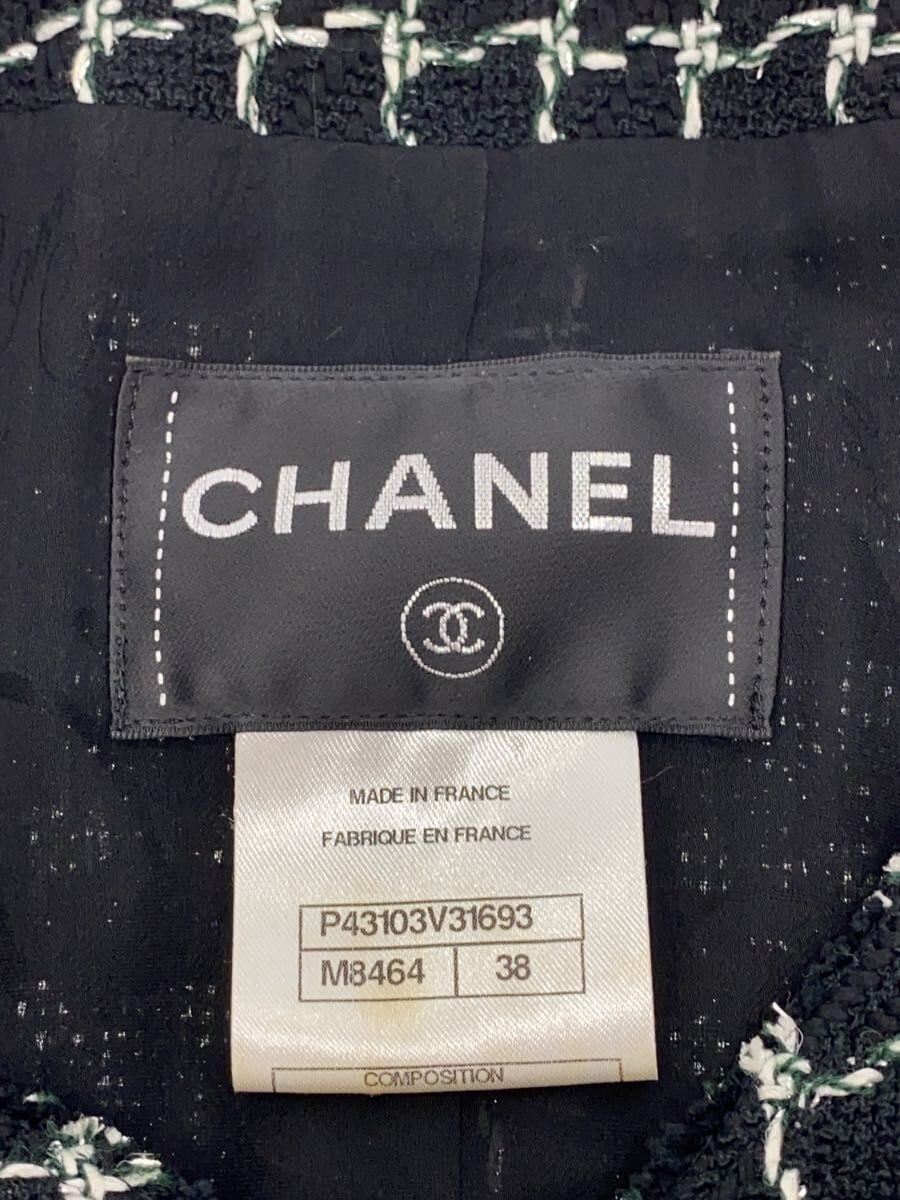 CHANEL
MADE IN FRANCE
FABRIQUE EN FRANCE
P43103V31693
M8464 38
COMPOSITION